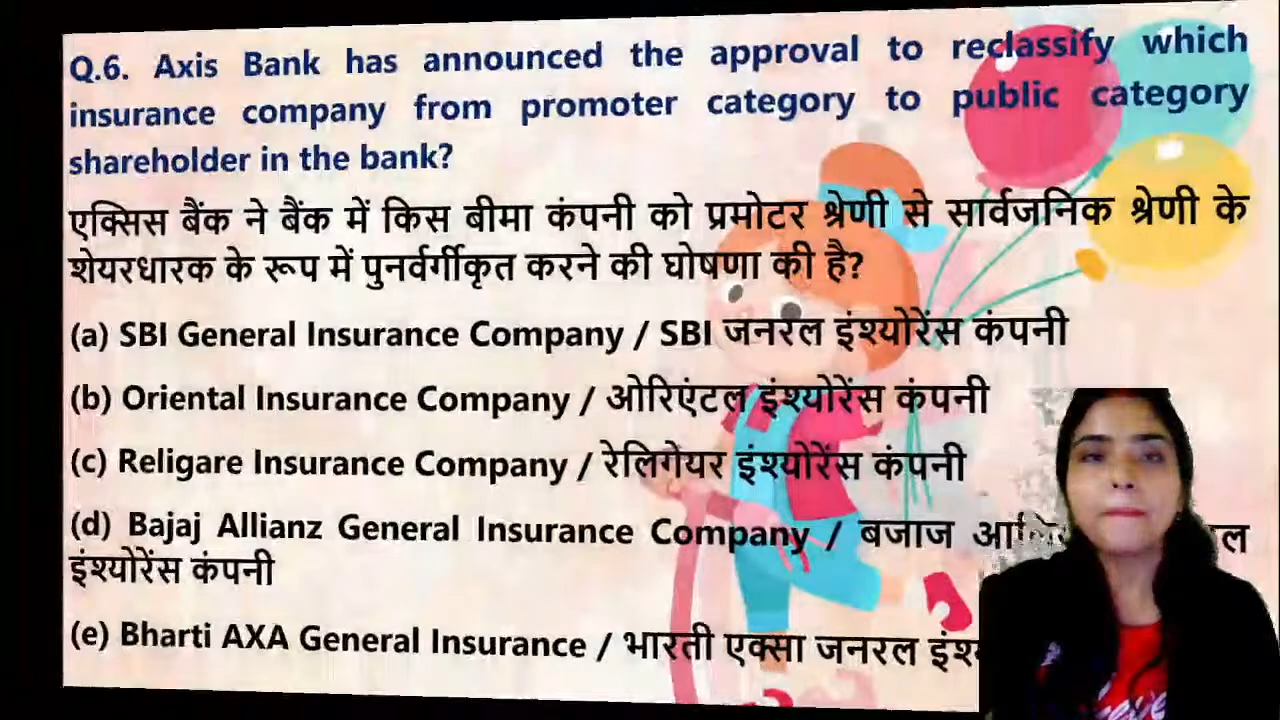 Q.6. Axis Bank has announced the approval to reclassify which
insurance company from promoter category to public category
shareholder in the bank?
एक्सिस बैंक ने बैंक में किस बीमा कंपनी को प्रमोटर श्रेणी से सार्वजनिक श्रेणी के
शेयरधारक के रूप में पुनर्वर्गीकृत करने की घोषणा की है?
(a) SBI General Insurance Company / SBI जनरल इंश्योरेंस कंपनी
(b) Oriental Insurance Company / ओरिएंटल इंश्योरेंस कंपनी
(c) Religare Insurance Company / रेलिगेयर इंश्योरेंस कंपनी
(d) Bajaj Allianz General Insurance Company / बजाज
इंश्योरेंस कंपनी
(e) Bharti AXA General Insurance / भारती एक्सा जनरल